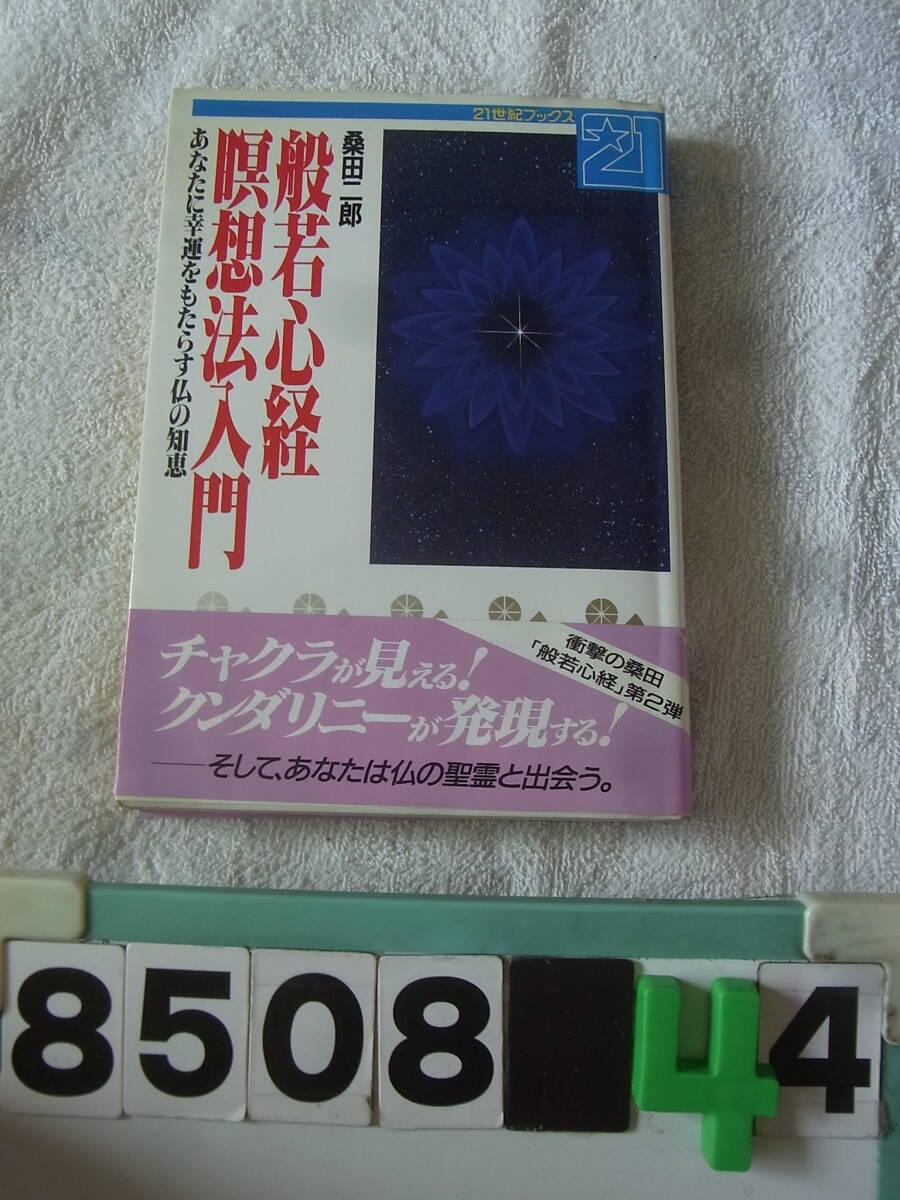 21世紀ブックス
21
桑田二郎
般若心経
瞑想法入門
あなたに幸運をもたらす仏の知恵
衝撃の桑田
「般若心経」第2弾
チャクラが見える!
クンダリニーが発現する!
――そして、あなたは仏の聖霊と出会う。
8508 4 4